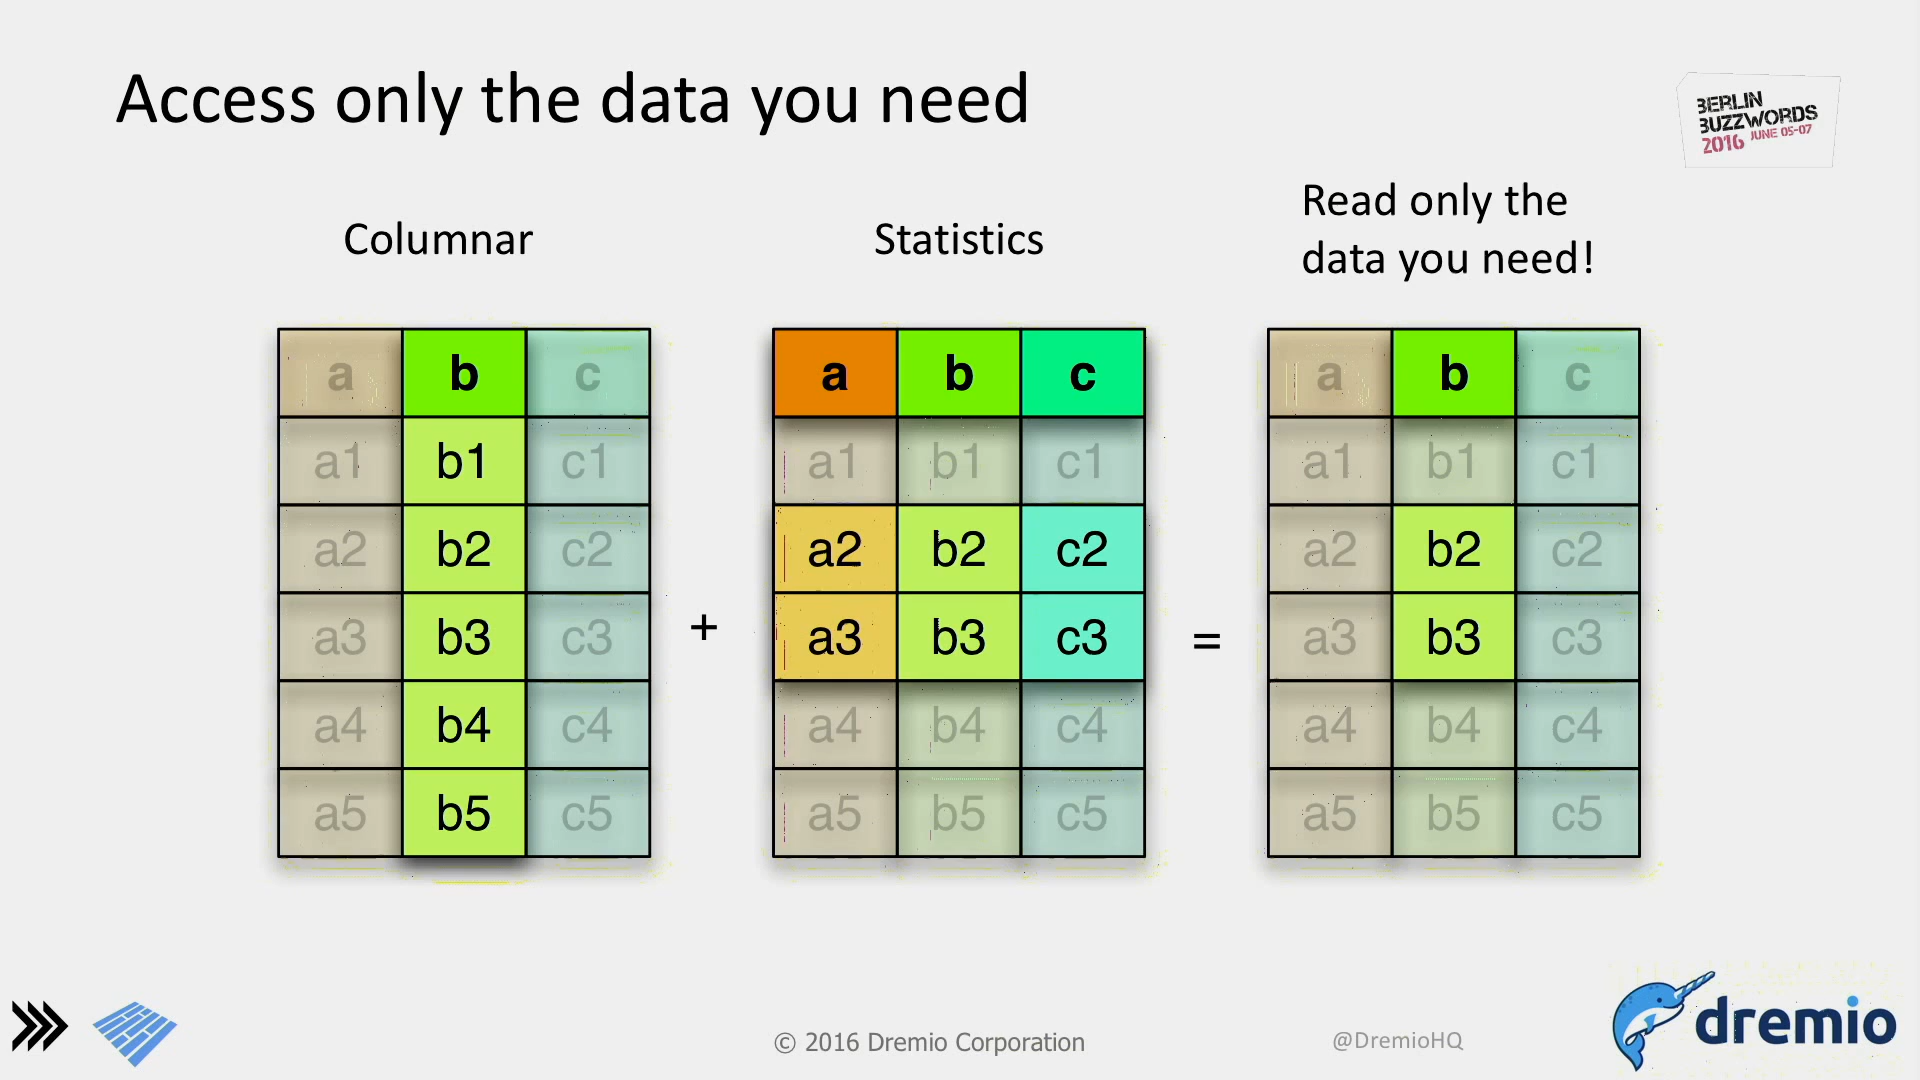 Access only the data you need
BERLIN
BUZZWORDS
2016 JUNE 05-07
Columnar
Statistics
Read only the
data you need!
a b c
a1 b1 c1
a2 b2 c2
a3 b3 c3
a4 b4 c4
a5 b5 c5
+
a b c
a1 b1 c1
a2 b2 c2
a3 b3 c3
a4 b4 c4
a5 b5 c5
=
a b c
a1 b1 c1
a2 b2 c2
a3 b3 c3
a4 b4 c4
a5 b5 c5
© 2016 Dremio Corporation
@DremioHQ
dremio